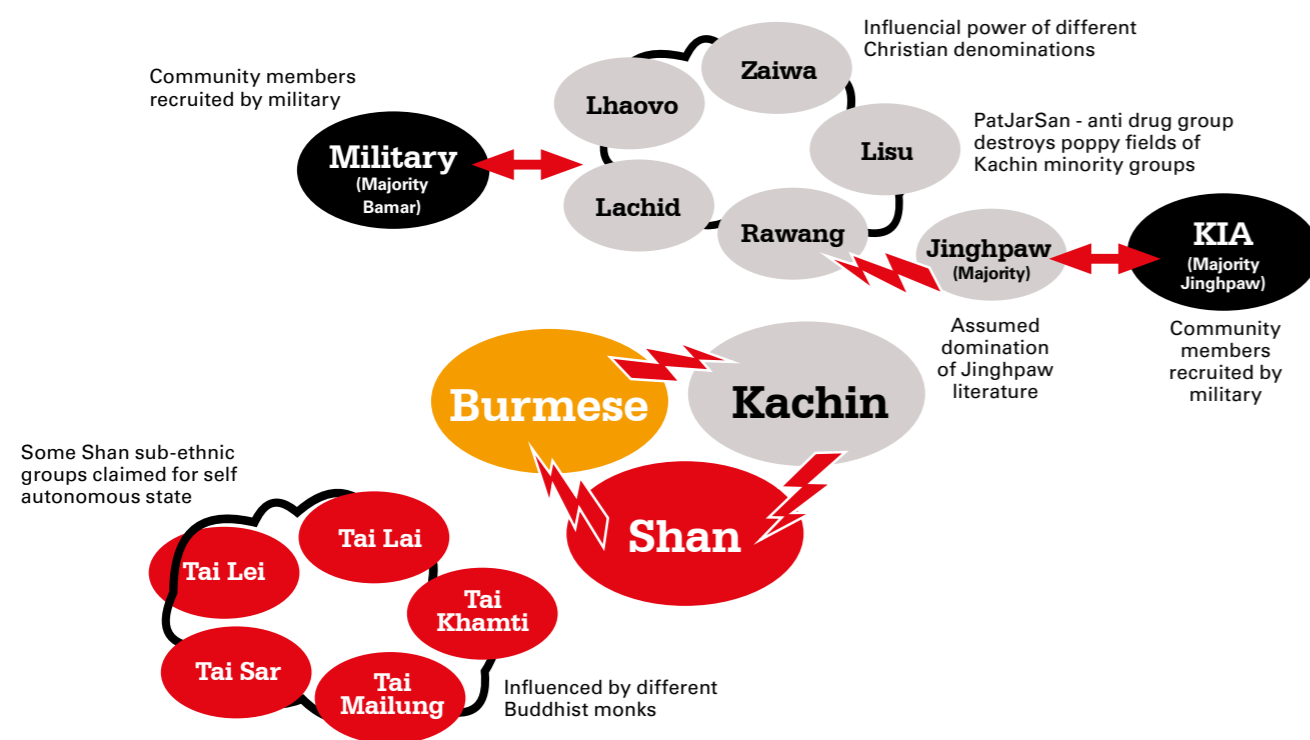 Influencial power of different
Christian denominations
Zaiwa
Community members
recruited by military
Lhaovo
PatJarSan - anti drug group
destroys poppy fields of
Kachin minority groups
Lisu
Military
(Majority
Bamar)
Lachid
Rawang
Jinghpaw
(Majority)
KIA
(Majority
Jinghpaw)
Assumed
domination
of Jinghpaw
literature
Community
members
recruited by
military
Burmese
Kachin
Shan
Some Shan sub-ethnic
groups claimed for self
autonomous state
Tai Lai
Tai Lei
Tai
Khamti
Tai Sar
Tai
Mailung
Influenced by different
Buddhist monks